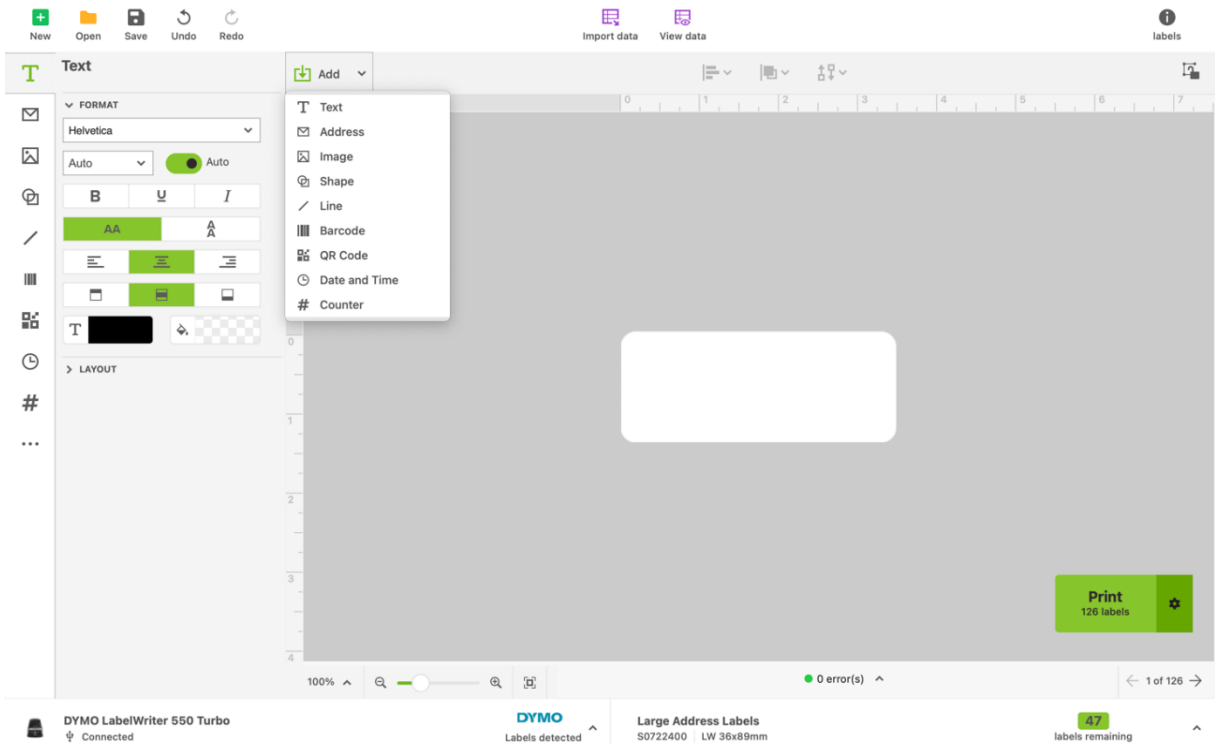 New Open Save Undo Redo Import data View data labels
Text
Add
FORMAT
Helvetica
Auto Auto
B U I
AA A
A
LAYOUT
Text
Address
Image
Shape
Line
Barcode
QR Code
Date and Time
Counter
0 1 2 3 4 5 6 7
0
1
2
3
4
Print
126 labels
100% 0 error(s) 1 of 126
DYMO LabelWriter 550 Turbo
Connected
DYMO
Labels detected
Large Address Labels
S0722400 LW 36x89mm
47
labels remaining